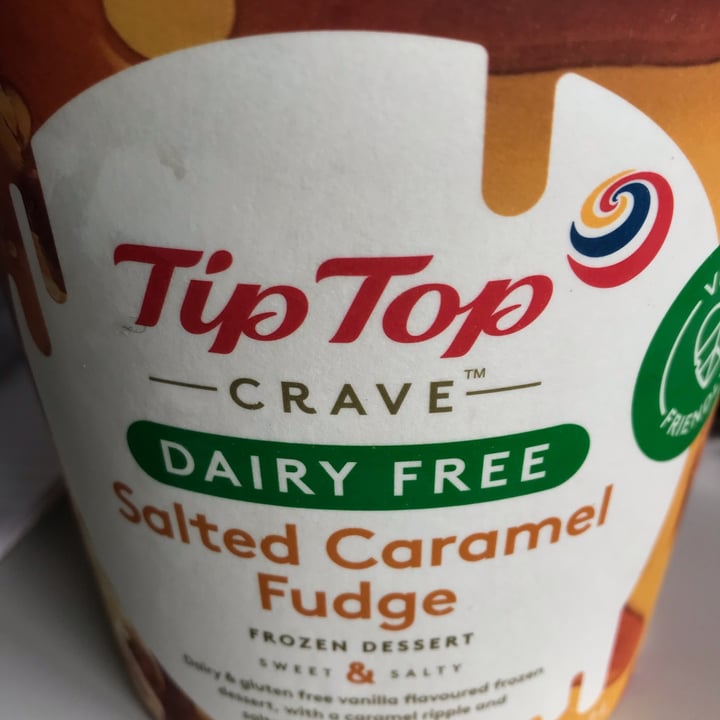 Tip Top
CRAVE™
DAIRY FREE
Salted Caramel
Fudge
FROZEN DESSERT
SWEET & SALTY
Dairy & gluten free vanilla flavoured frozen
dessert, with a caramel ripple and